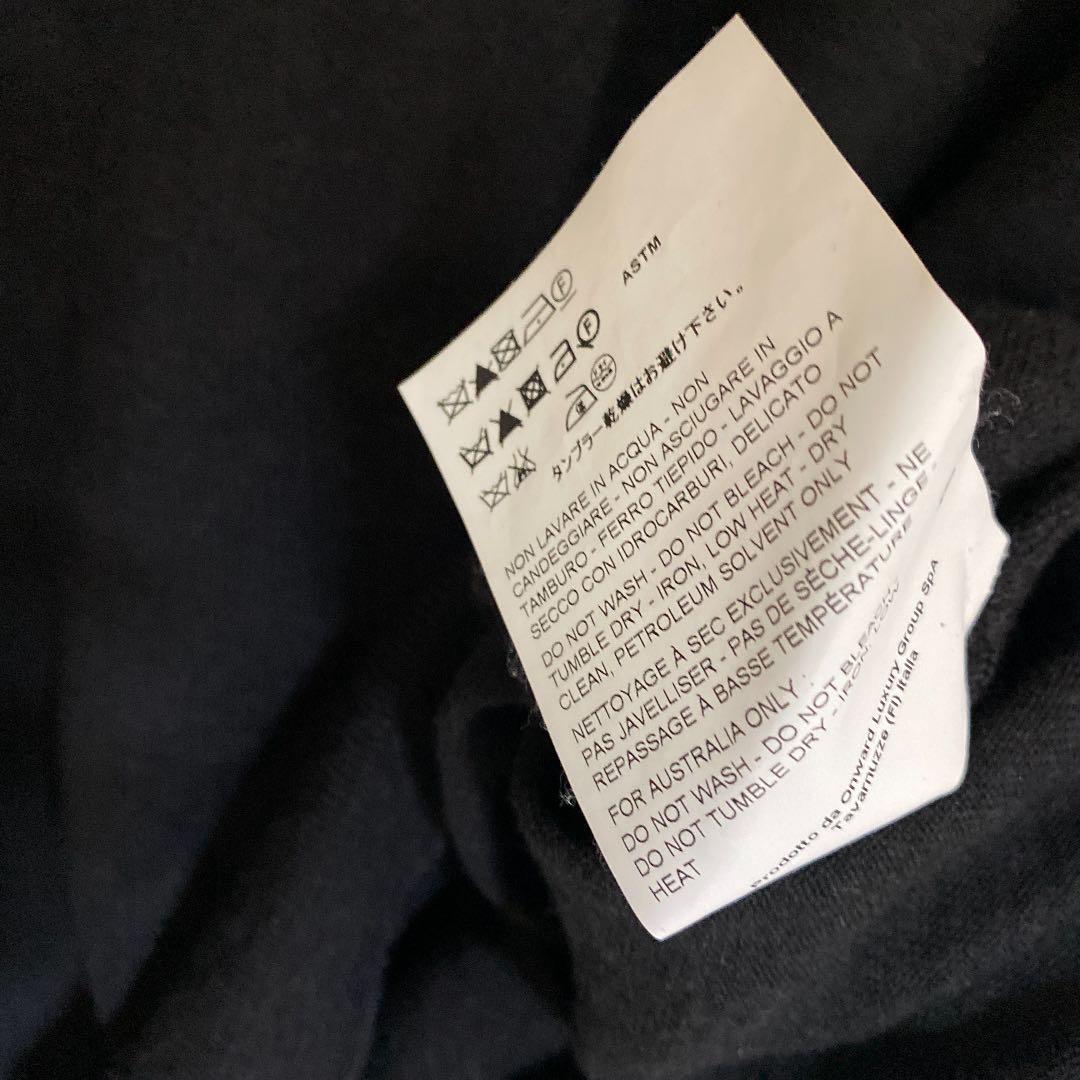 F
ASTM
F
タンブラー乾燥はお避け下さい。
NON LAVARE IN ACQUA - NON
CANDEGGIARE - NON ASCIUGARE IN
TAMBURO - FERRO TIEPIDO - LAVAGGIO A
SECCO CON IDROCARBURI, DELICATO
DO NOT WASH - DO NOT BLEACH - DO NOT
TUMBLE DRY - IRON, LOW HEAT - DRY
CLEAN, PETROLEUM SOLVENT ONLY
NETTOYAGE À SEC EXCLUSIVEMENT - NE
PAS JAVELLISER - PAS DE SÈCHE-LINGE -
REPASSAGE À BASSE TEMPÉRATURE
FOR AUSTRALIA ONLY :
DO NOT WASH - DO NOT BLEACH
DO NOT TUMBLE DRY - IRON, LOW
HEAT
Prodotto da Onward Luxury Group SpA
Tavarnuzze (FI) Italia